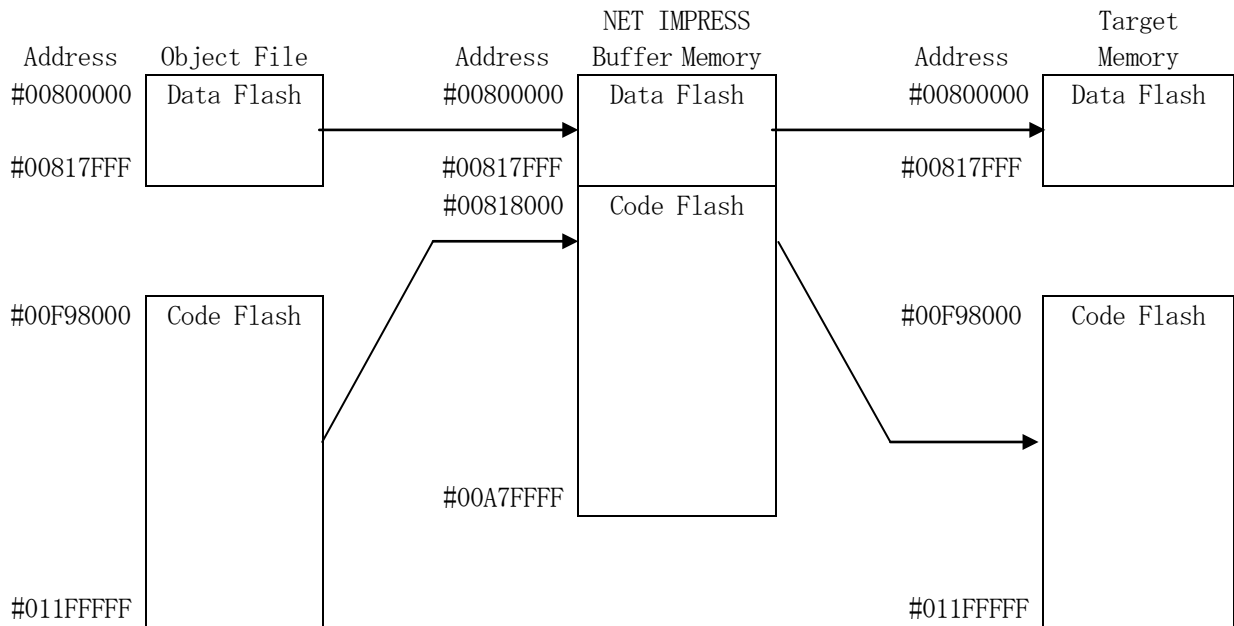 NET IMPRESS Target
Address Object File Address Buffer Memory Address Memory
#00800000 Data Flash #00800000 Data Flash #00800000 Data Flash
#00817FFF #00817FFF #00817FFF
#00818000 Code Flash
#00F98000 Code Flash #00F98000 Code Flash
#00A7FFFF
#011FFFFF #011FFFFF